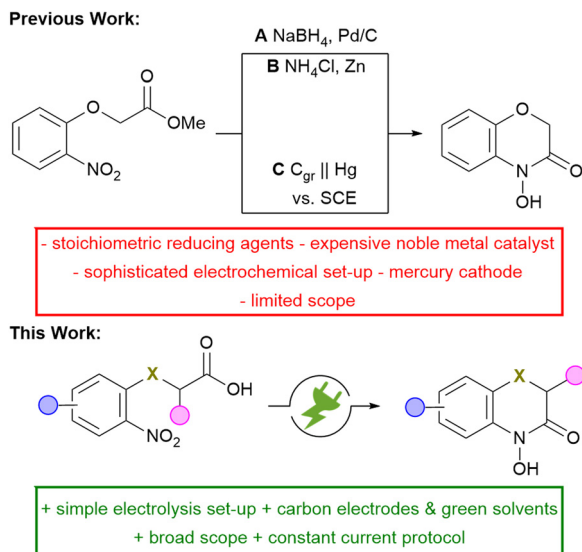 Previous Work:
A NaBH₄, Pd/C
B NH₄Cl, Zn
C C_gr || Hg
vs. SCE
O
O
OMe
NO₂
O
N
O
OH
- stoichiometric reducing agents - expensive noble metal catalyst
- sophisticated electrochemical set-up - mercury cathode
- limited scope
This Work:
X
O
OH
NO₂
X
N
O
OH
+ simple electrolysis set-up + carbon electrodes & green solvents
+ broad scope + constant current protocol